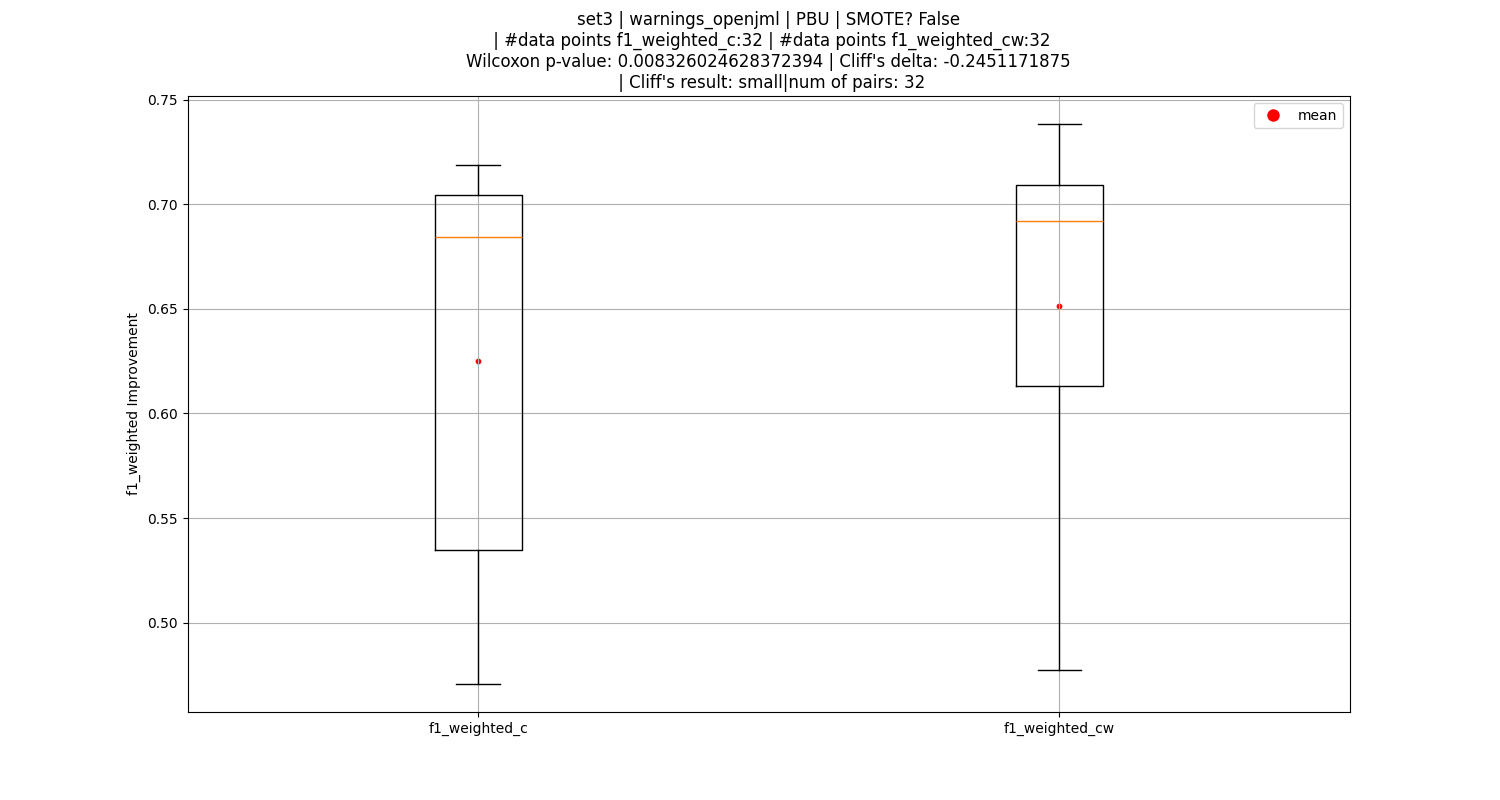 set3 | warnings_openjml | PBU | SMOTE? False
| #data points f1_weighted_c:32 | #data points f1_weighted_cw:32
Wilcoxon p-value: 0.008326024628372394 | Cliff's delta: -0.2451171875
| Cliff's result: small|num of pairs: 32
mean
f1_weighted Improvement
0.75
0.70
0.65
0.60
0.55
0.50
f1_weighted_c
f1_weighted_cw